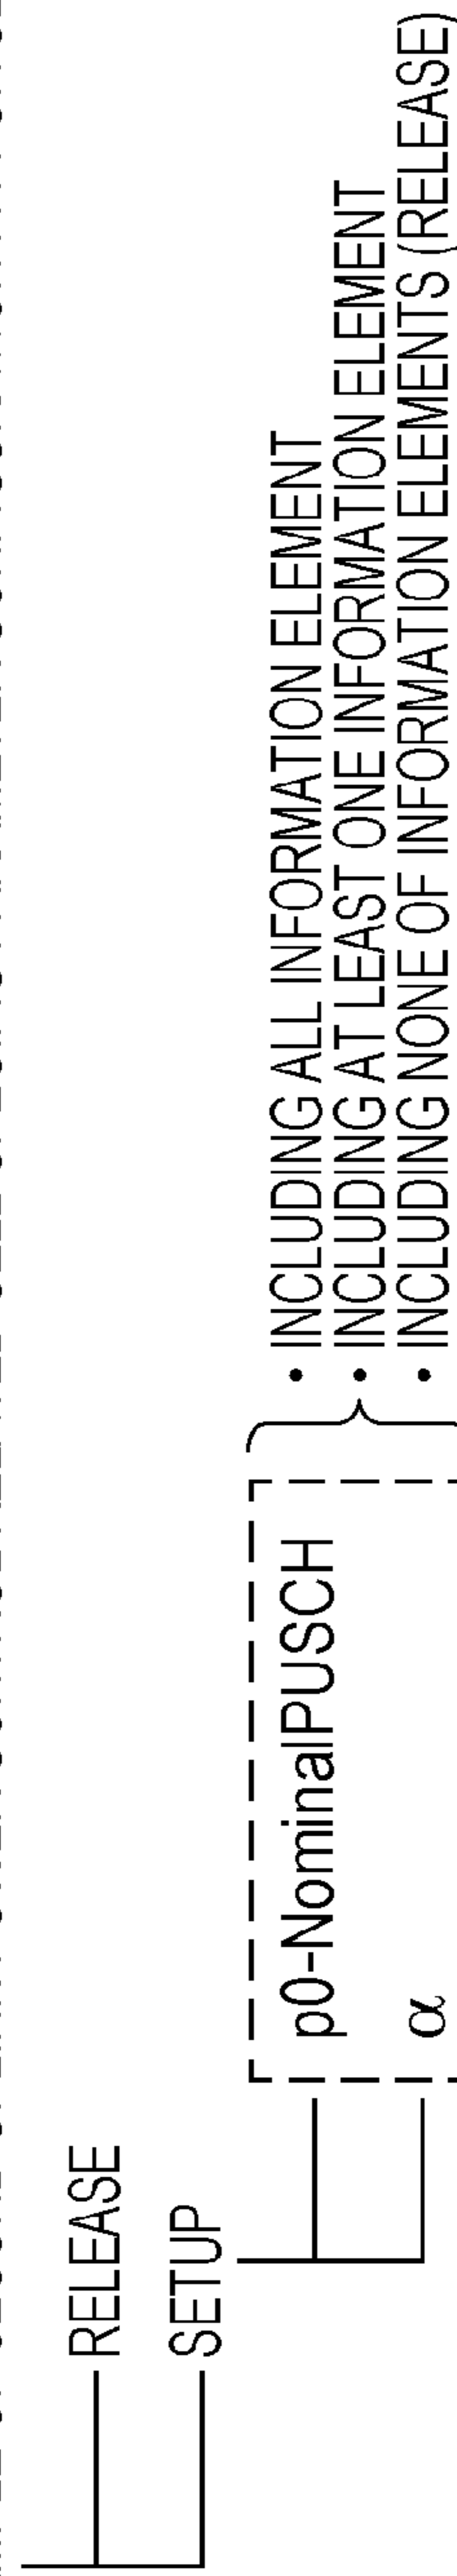 RELEASE
SETUP
p0-NominalPUSCH
α
• INCLUDING ALL INFORMATION ELEMENT
• INCLUDING AT LEAST ONE INFORMATION ELEMENT
• INCLUDING NONE OF INFORMATION ELEMENTS (RELEASE)